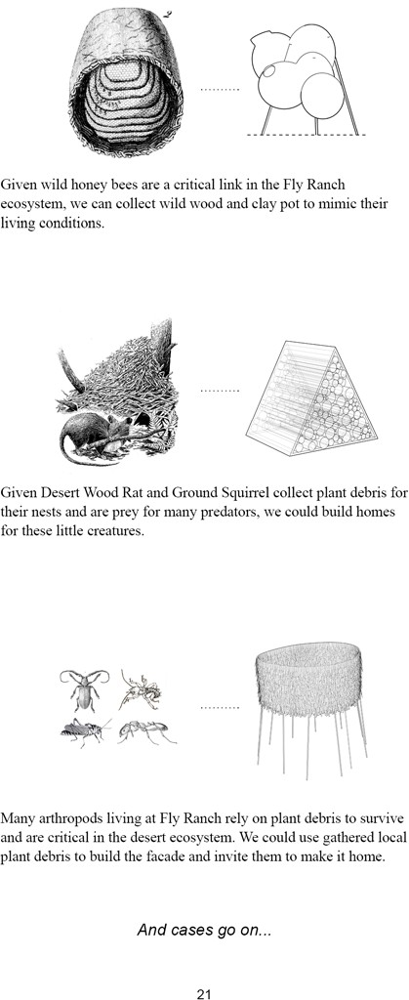 Given wild honey bees are a critical link in the Fly Ranch
ecosystem, we can collect wild wood and clay pot to mimic their
living conditions.
Given Desert Wood Rat and Ground Squirrel collect plant debris for
their nests and are prey for many predators, we could build homes
for these little creatures.
Many arthropods living at Fly Ranch rely on plant debris to survive
and are critical in the desert ecosystem. We could use gathered local
plant debris to build the facade and invite them to make it home.
And cases go on...
21